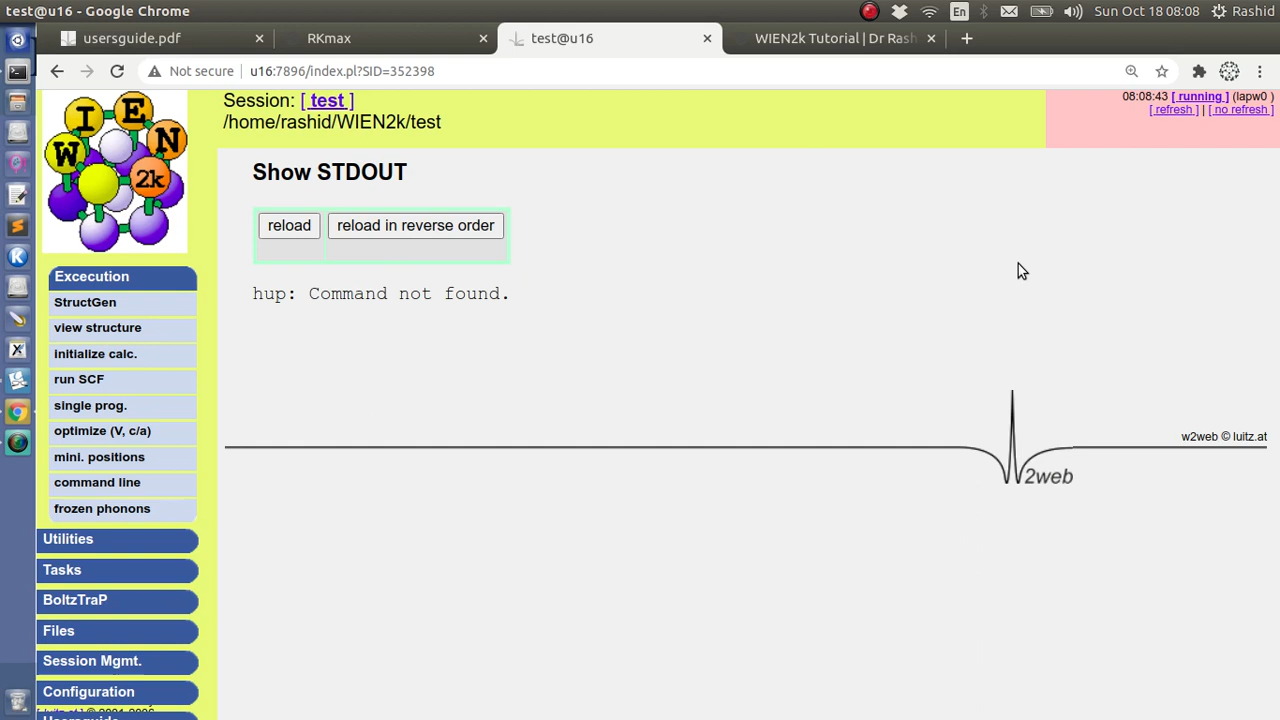 test@u16 - Google Chrome
En
Sun Oct 18 08:08
Rashid
usersguide.pdf
RKmax
test@u16
WIEN2k Tutorial | Dr Rash
Not secure
u16:7896/index.pl?SID=352398
W I E N 2k
Session: [ test ]
/home/rashid/WIEN2k/test
08:08:43 [ running ] (lapw0 )
[ refresh ] | [ no refresh ]
Show STDOUT
reload
reload in reverse order
hup: Command not found.
w2web © luitz.at
2web
Excecution
StructGen
view structure
initialize calc.
run SCF
single prog.
optimize (V, c/a)
mini. positions
command line
frozen phonons
Utilities
Tasks
BoltzTraP
Files
Session Mgmt.
Configuration